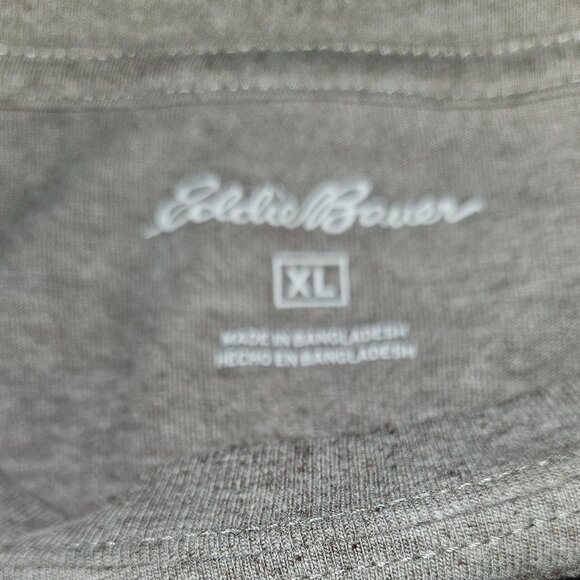 Eddie Bauer
XL
MADE IN BANGLADESH
HECHO EN BANGLADESH